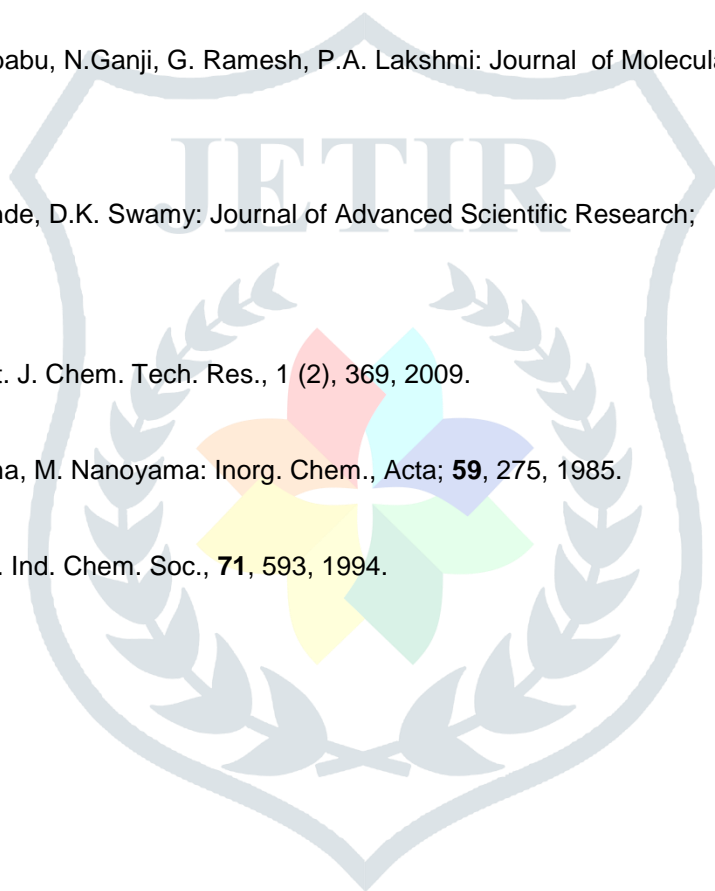 babu, N.Ganji, G. Ramesh, P.A. Lakshmi: Journal of Molecula
JETIR
nde, D.K. Swamy: Journal of Advanced Scientific Research;
t. J. Chem. Tech. Res., 1 (2), 369, 2009.
na, M. Nanoyama: Inorg. Chem., Acta; 59, 275, 1985.
. Ind. Chem. Soc., 71, 593, 1994.